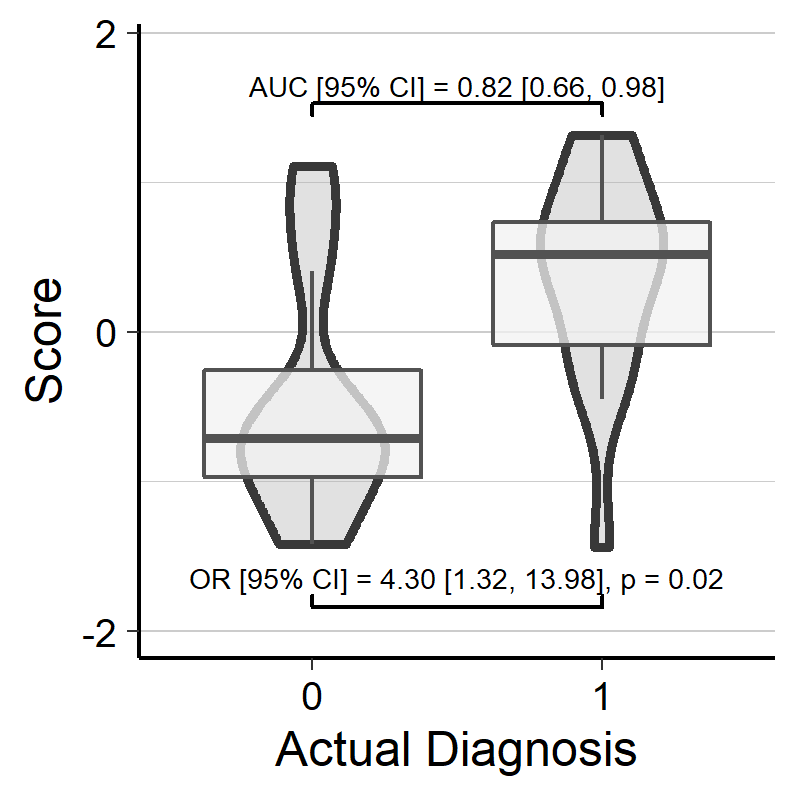 2
AUC [95% CI] = 0.82 [0.66, 0.98]
0
Score
OR [95% CI] = 4.30 [1.32, 13.98], p = 0.02
-2
0 1
Actual Diagnosis